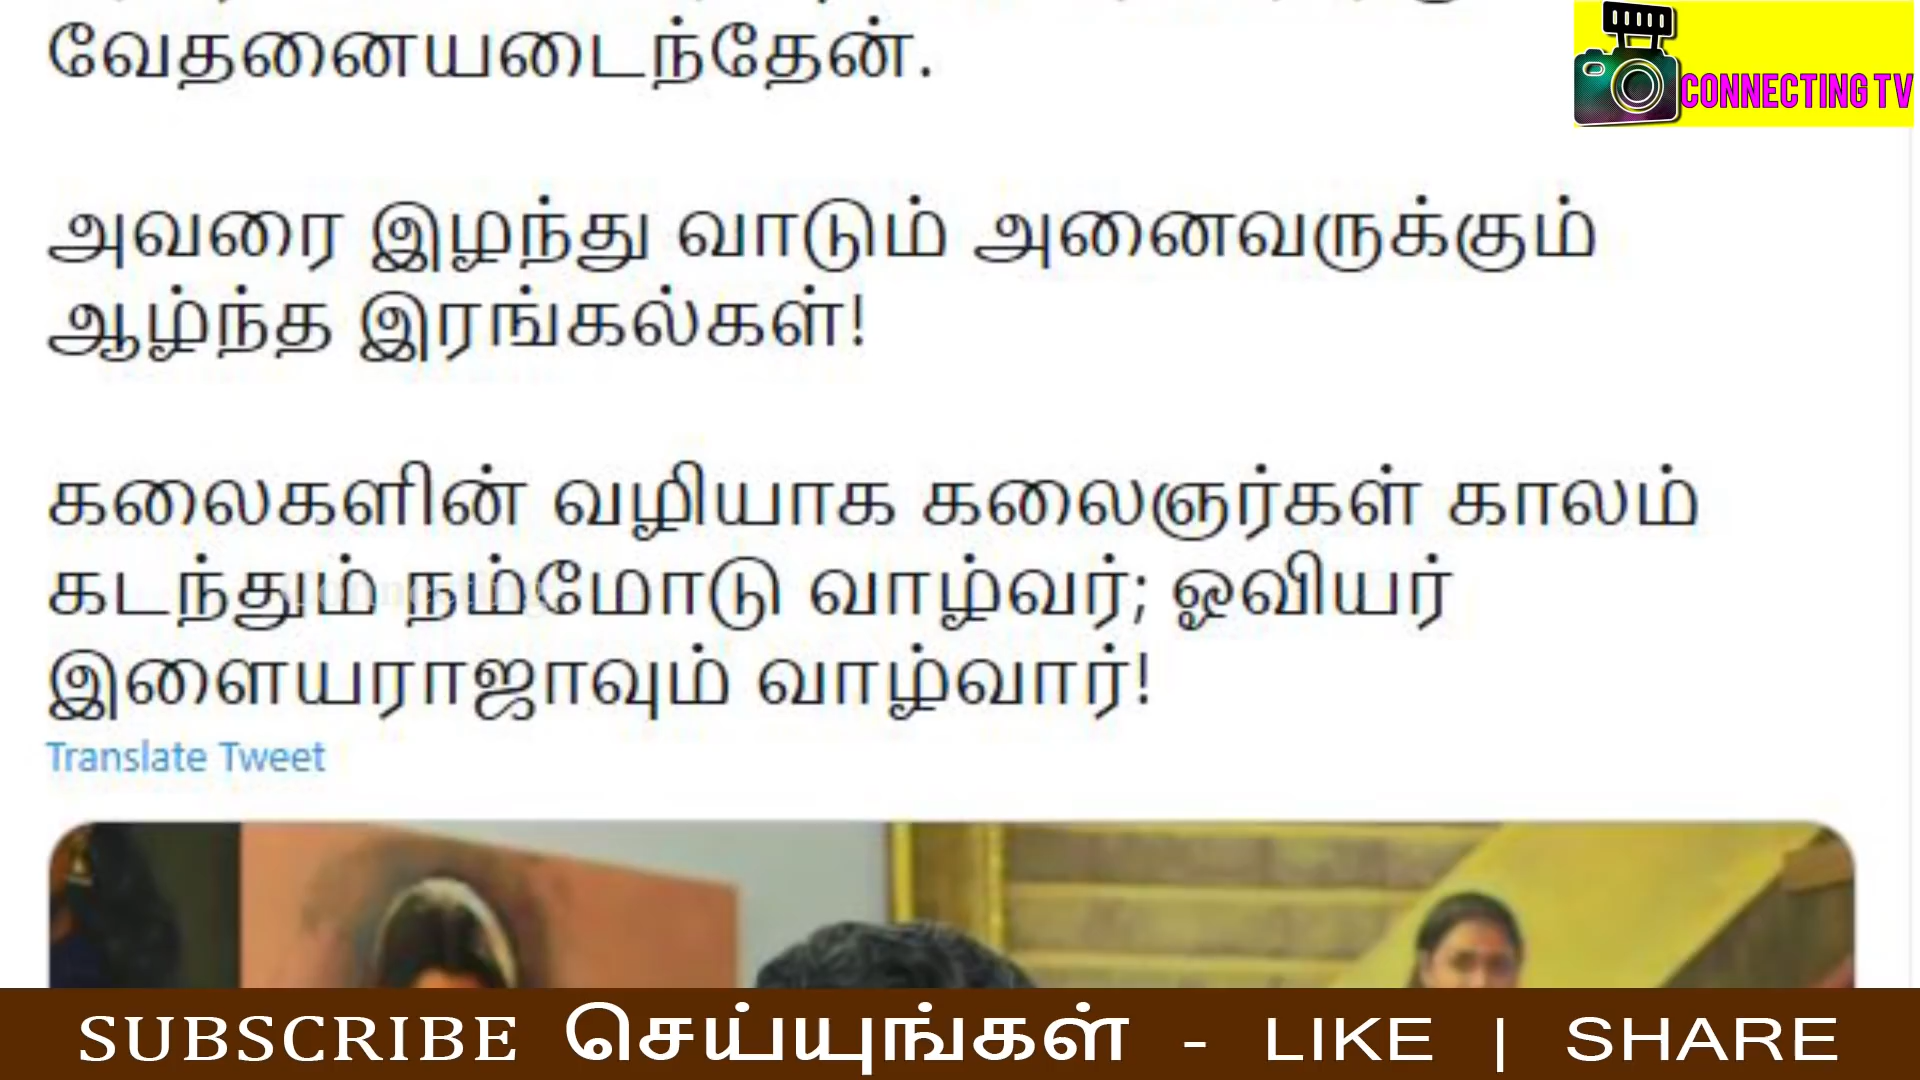 வேதனையடைந்தேன்.
CONNECTING TV
அவரை இழந்து வாடும் அனைவருக்கும்
ஆழ்ந்த இரங்கல்கள்!
கலைகளின் வழியாக கலைஞர்கள் காலம்
கடந்தும் நம்மோடு வாழ்வர்; ஓவியர்
இளையராஜாவும் வாழ்வார்!
Translate Tweet
SUBSCRIBE செய்யுங்கள் - LIKE | SHARE